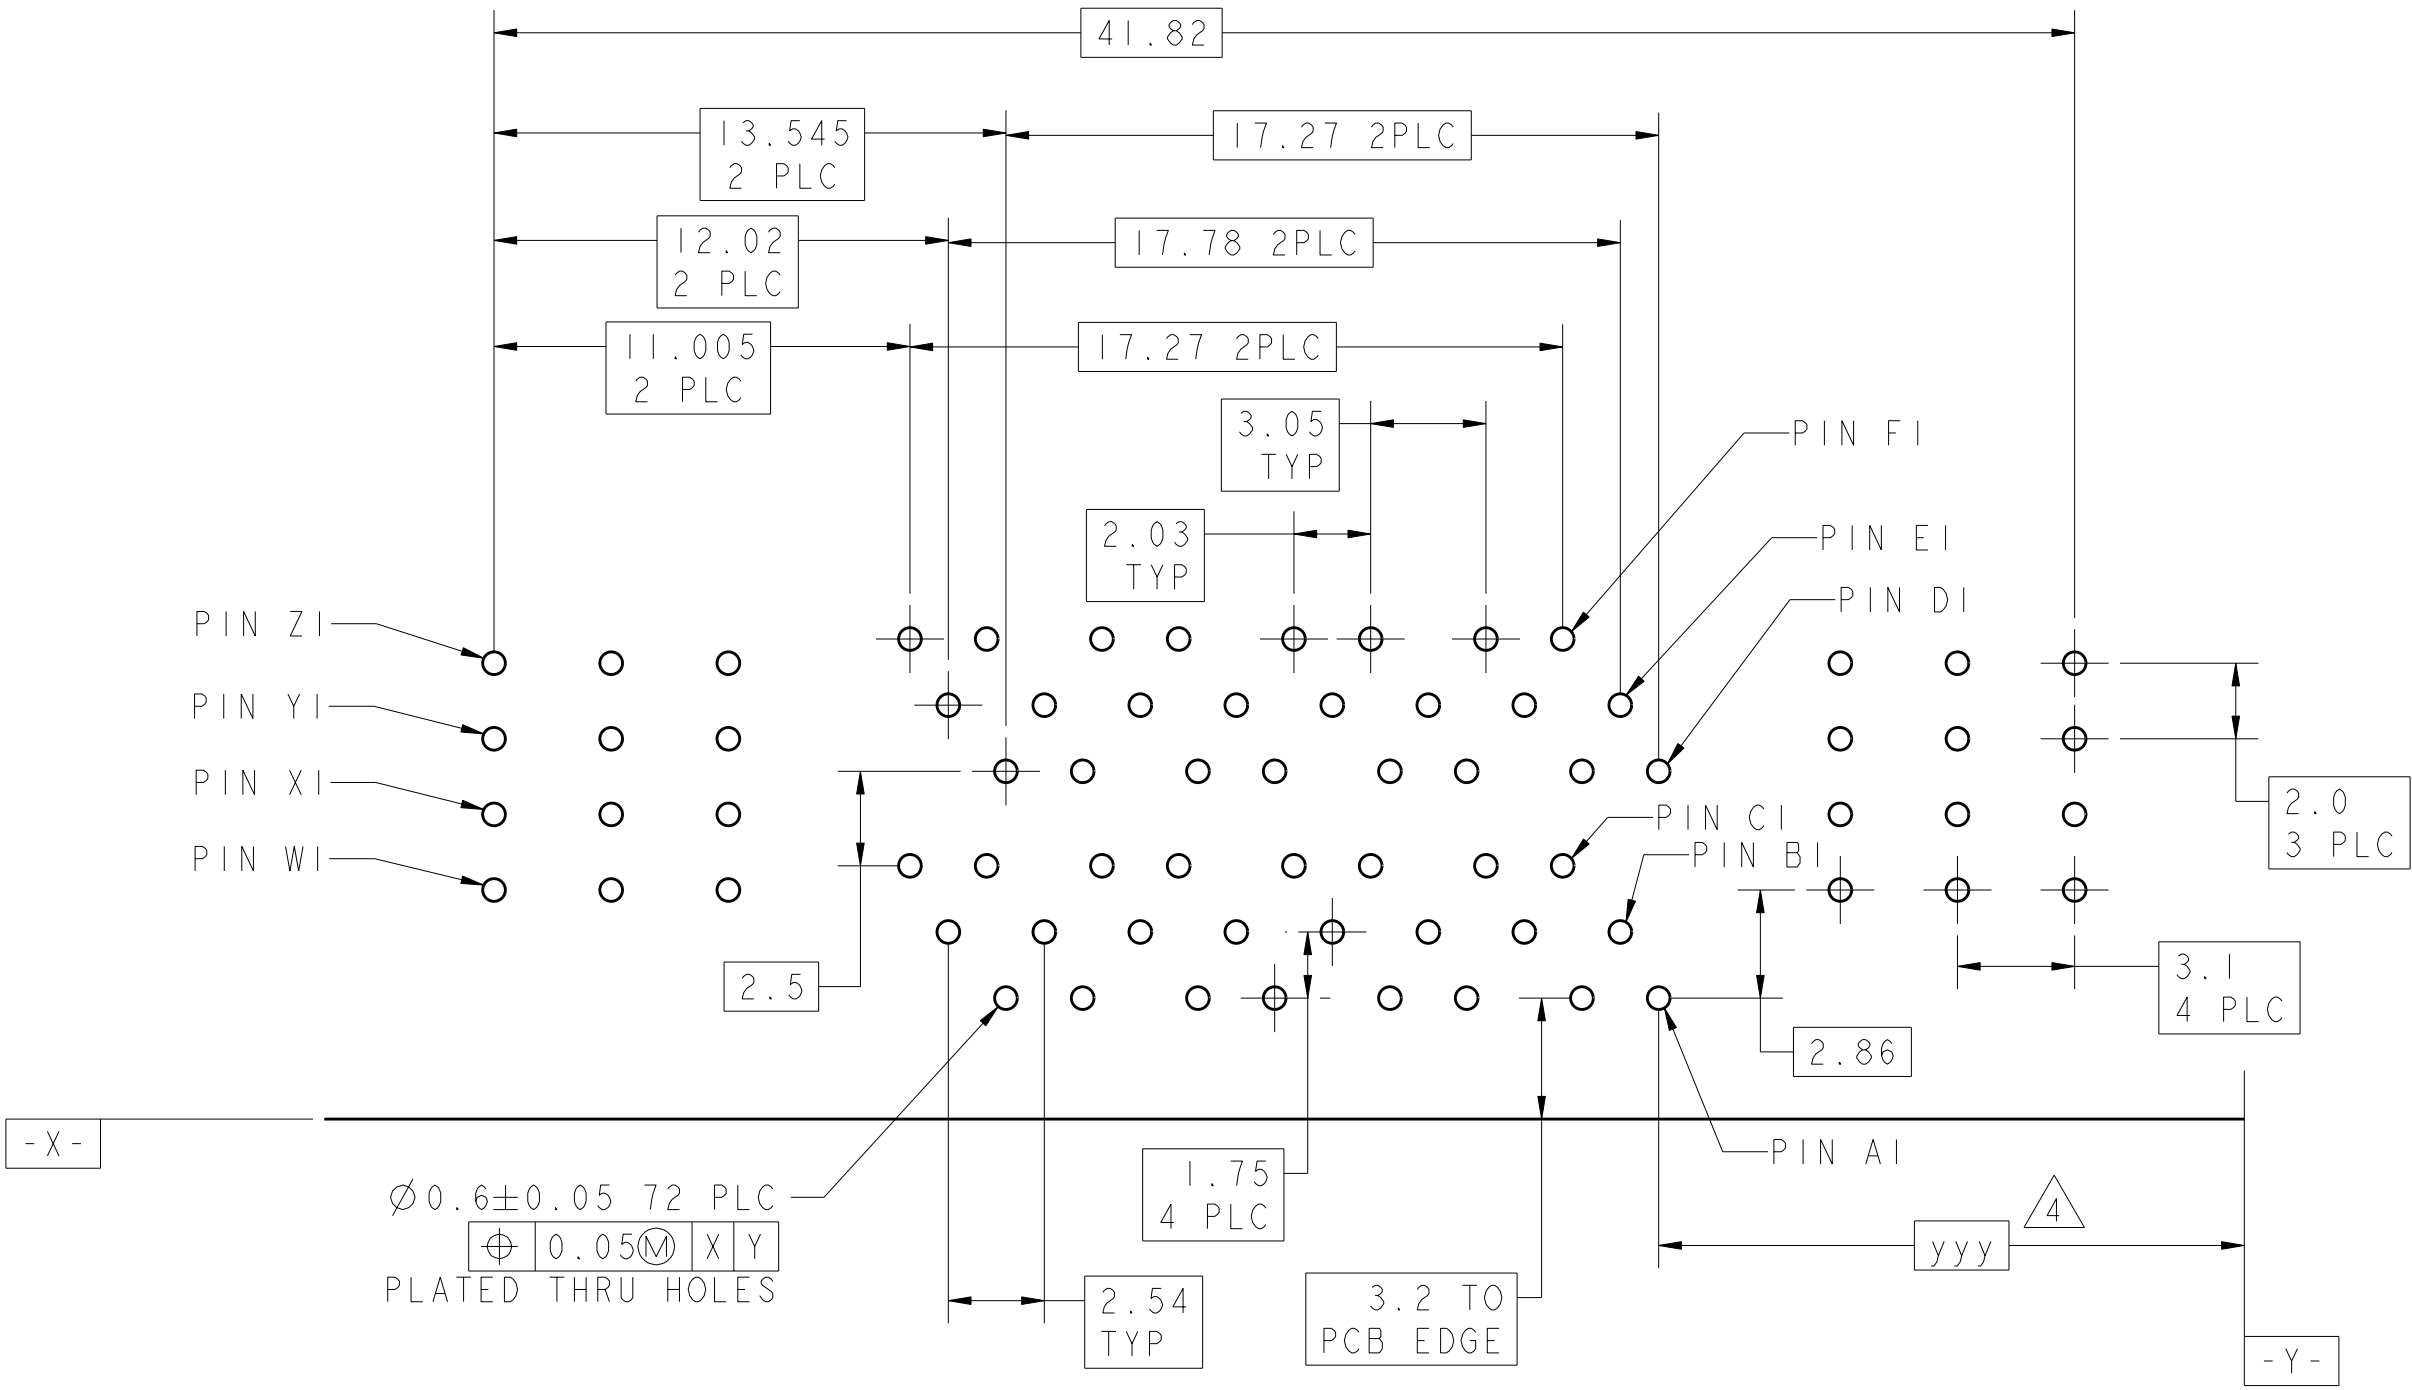 41.82
13.545
2 PLC
17.27 2PLC
12.02
2 PLC
17.78 2PLC
11.005
2 PLC
17.27 2PLC
3.05
TYP
PIN F1
2.03
TYP
PIN E1
PIN D1
PIN Z1
PIN Y1
PIN X1
PIN W1
PIN C1
PIN B1
2.0
3 PLC
2.5
3.1
4 PLC
2.86
-X-
PIN A1
1.75
4 PLC
Ø0.6±0.05 72 PLC
⌖ 0.05Ⓜ X Y
PLATED THRU HOLES
4
yyy
2.54
TYP
3.2 TO
PCB EDGE
-Y-